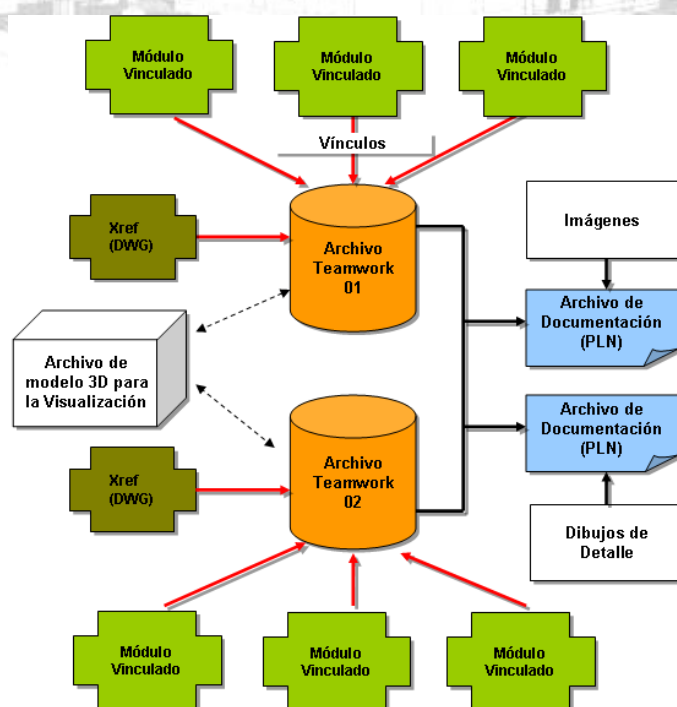 Módulo
Vinculado
Módulo
Vinculado
Módulo
Vinculado
Vínculos
Xref
(DWG)
Archivo
Teamwork
01
Imágenes
Archivo de
Documentación
(PLN)
Archivo de
modelo 3D para
la Visualización
Archivo de
Documentación
(PLN)
Xref
(DWG)
Archivo
Teamwork
02
Dibujos de
Detalle
Módulo
Vinculado
Módulo
Vinculado
Módulo
Vinculado